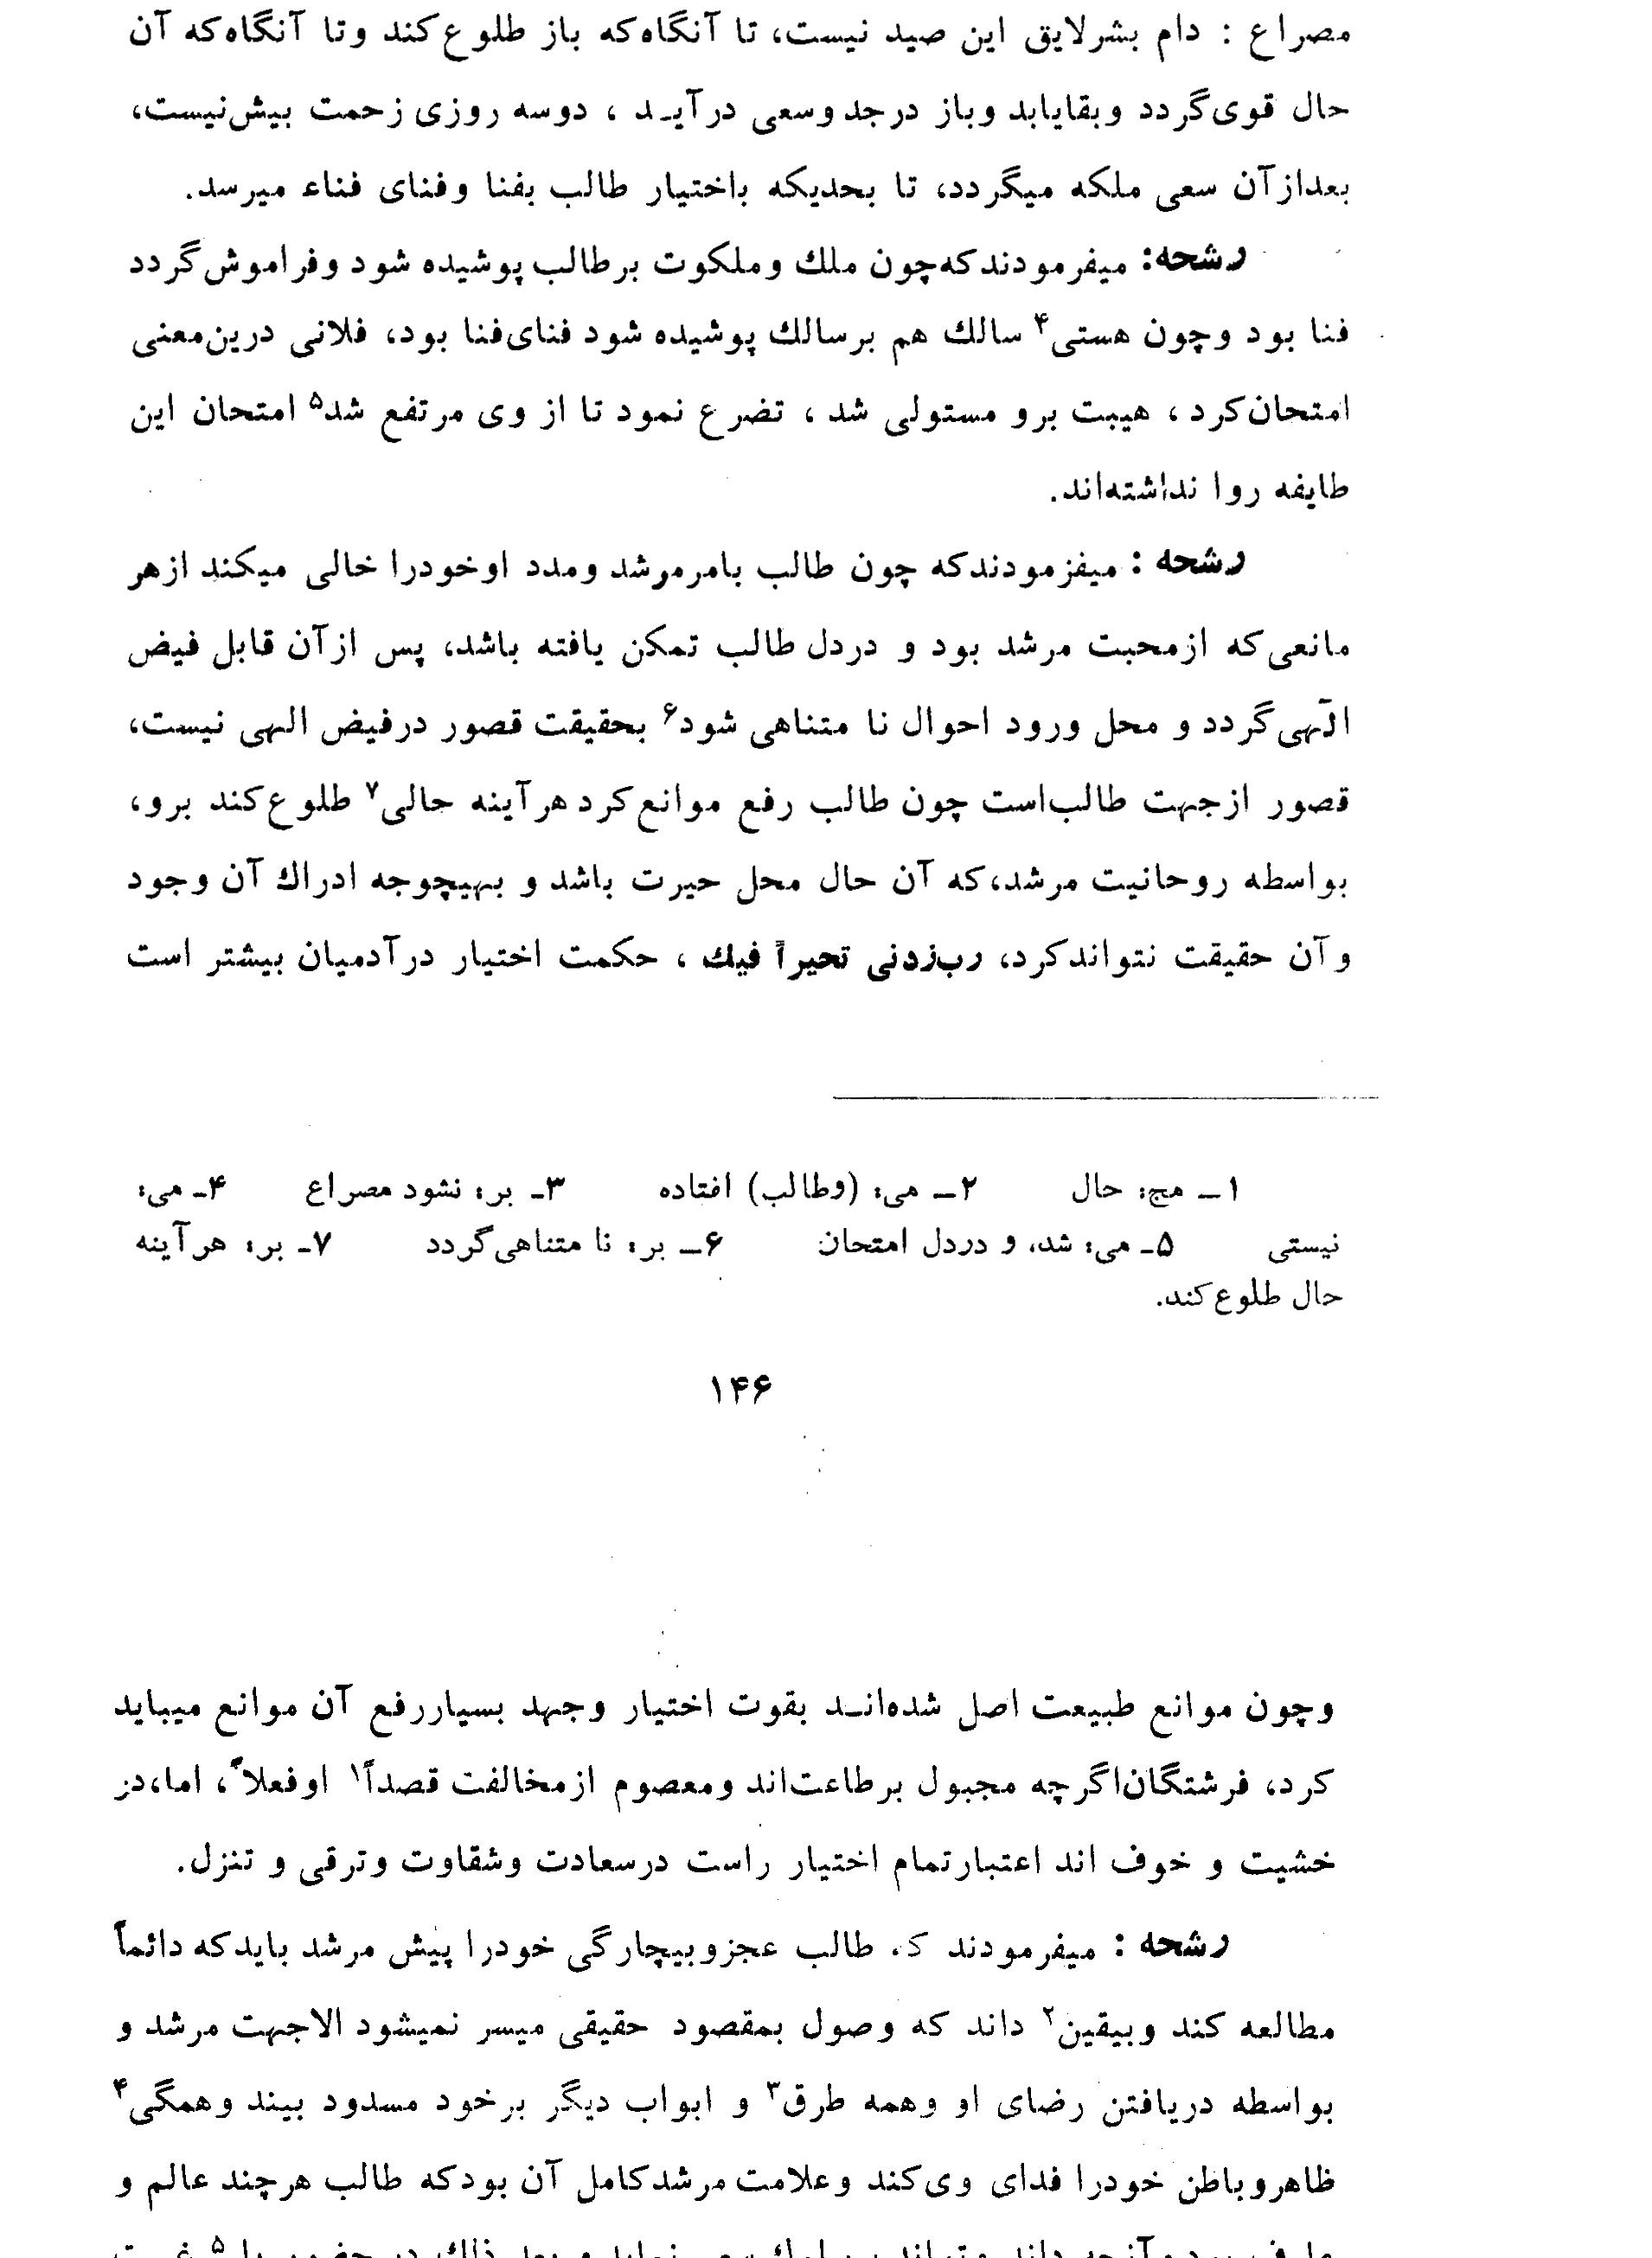 مصراع : دام بشرلایق این صید نیست، تا آنگاه‌که باز طلوع‌کند وتا آنگاه‌که آن
حال قوی‌گردد وبقایابد وباز درجد وسعی درآید ، دوسه روزی زحمت بیش‌نیست،
بعدازآن سعی ملکه میگردد، تا بحدیکه باختیار طالب بفنا وفنای فناء میرسد.
رشحه: میفرمودندکه‌چون ملك وملکوت برطالب پوشیده شود وفراموش‌گردد
فنا بود وچون هستی۴ سالك هم برسالك پوشیده شود فنای‌فنا بود، فلانی درین‌معنی
امتحان‌کرد ، هیبت برو مستولی شد ، تضرع نمود تا از وی مرتفع شد۵ امتحان این
طایفه روا نداشته‌اند.
رشحه : میفزمودندکه چون طالب بامرمرشد ومدد اوخودرا خالی میکند ازهر
مانعی‌که ازمحبت مرشد بود و دردل طالب تمکن یافته باشد، پس ازآن قابل فیض
الٓهی‌گردد و محل ورود احوال نا متناهی شود۶ بحقیقت قصور درفیض الهی نیست،
قصور ازجهت طالب‌است چون طالب رفع موانع‌کرد هرآینه حالی۷ طلوع‌کند برو،
بواسطه روحانیت مرشد،که آن حال محل حیرت باشد و بهیچوجه ادراك آن وجود
وآن حقیقت نتواندکرد، رب‌زدنی تحیراً فیك ، حکمت اختیار درآدمیان بیشتر است
۱ــ مج: حال ۲ــ می: (وطالب) افتاده ۳ـ بر: نشود مصراع ۴ـ می:
نیستی ۵ـ می: شد، و دردل امتحان ۶ــ بر: نا متناهی‌گردد ۷ـ بر: هرآینه
حال طلوع‌کند.
۱۴۶
وچون موانع طبیعت اصل شده‌اند بقوت اختیار وجهد بسیاررفع آن موانع میباید
کرد، فرشتگان‌اگرچه مجبول برطاعت‌اند ومعصوم ازمخالفت قصداً۱ اوفعلاً، اما،در
خشیت و خوف اند اعتبارتمام اختیار راست درسعادت وشقاوت وترقی و تنزل.
رشحه : میفرمودند که طالب عجزوبیچارگی خودرا پیش مرشد بایدکه دائماً
مطالعه کند وبیقین۲ داند که وصول بمقصود حقیقی میسر نمیشود الاجهت مرشد و
بواسطه دریافتن رضای او وهمه طرق۳ و ابواب دیگر برخود مسدود بیند وهمگی۴
ظاهروباطن خودرا فدای وی‌کند وعلامت مرشدکامل آن بودکه طالب هرچند عالم و